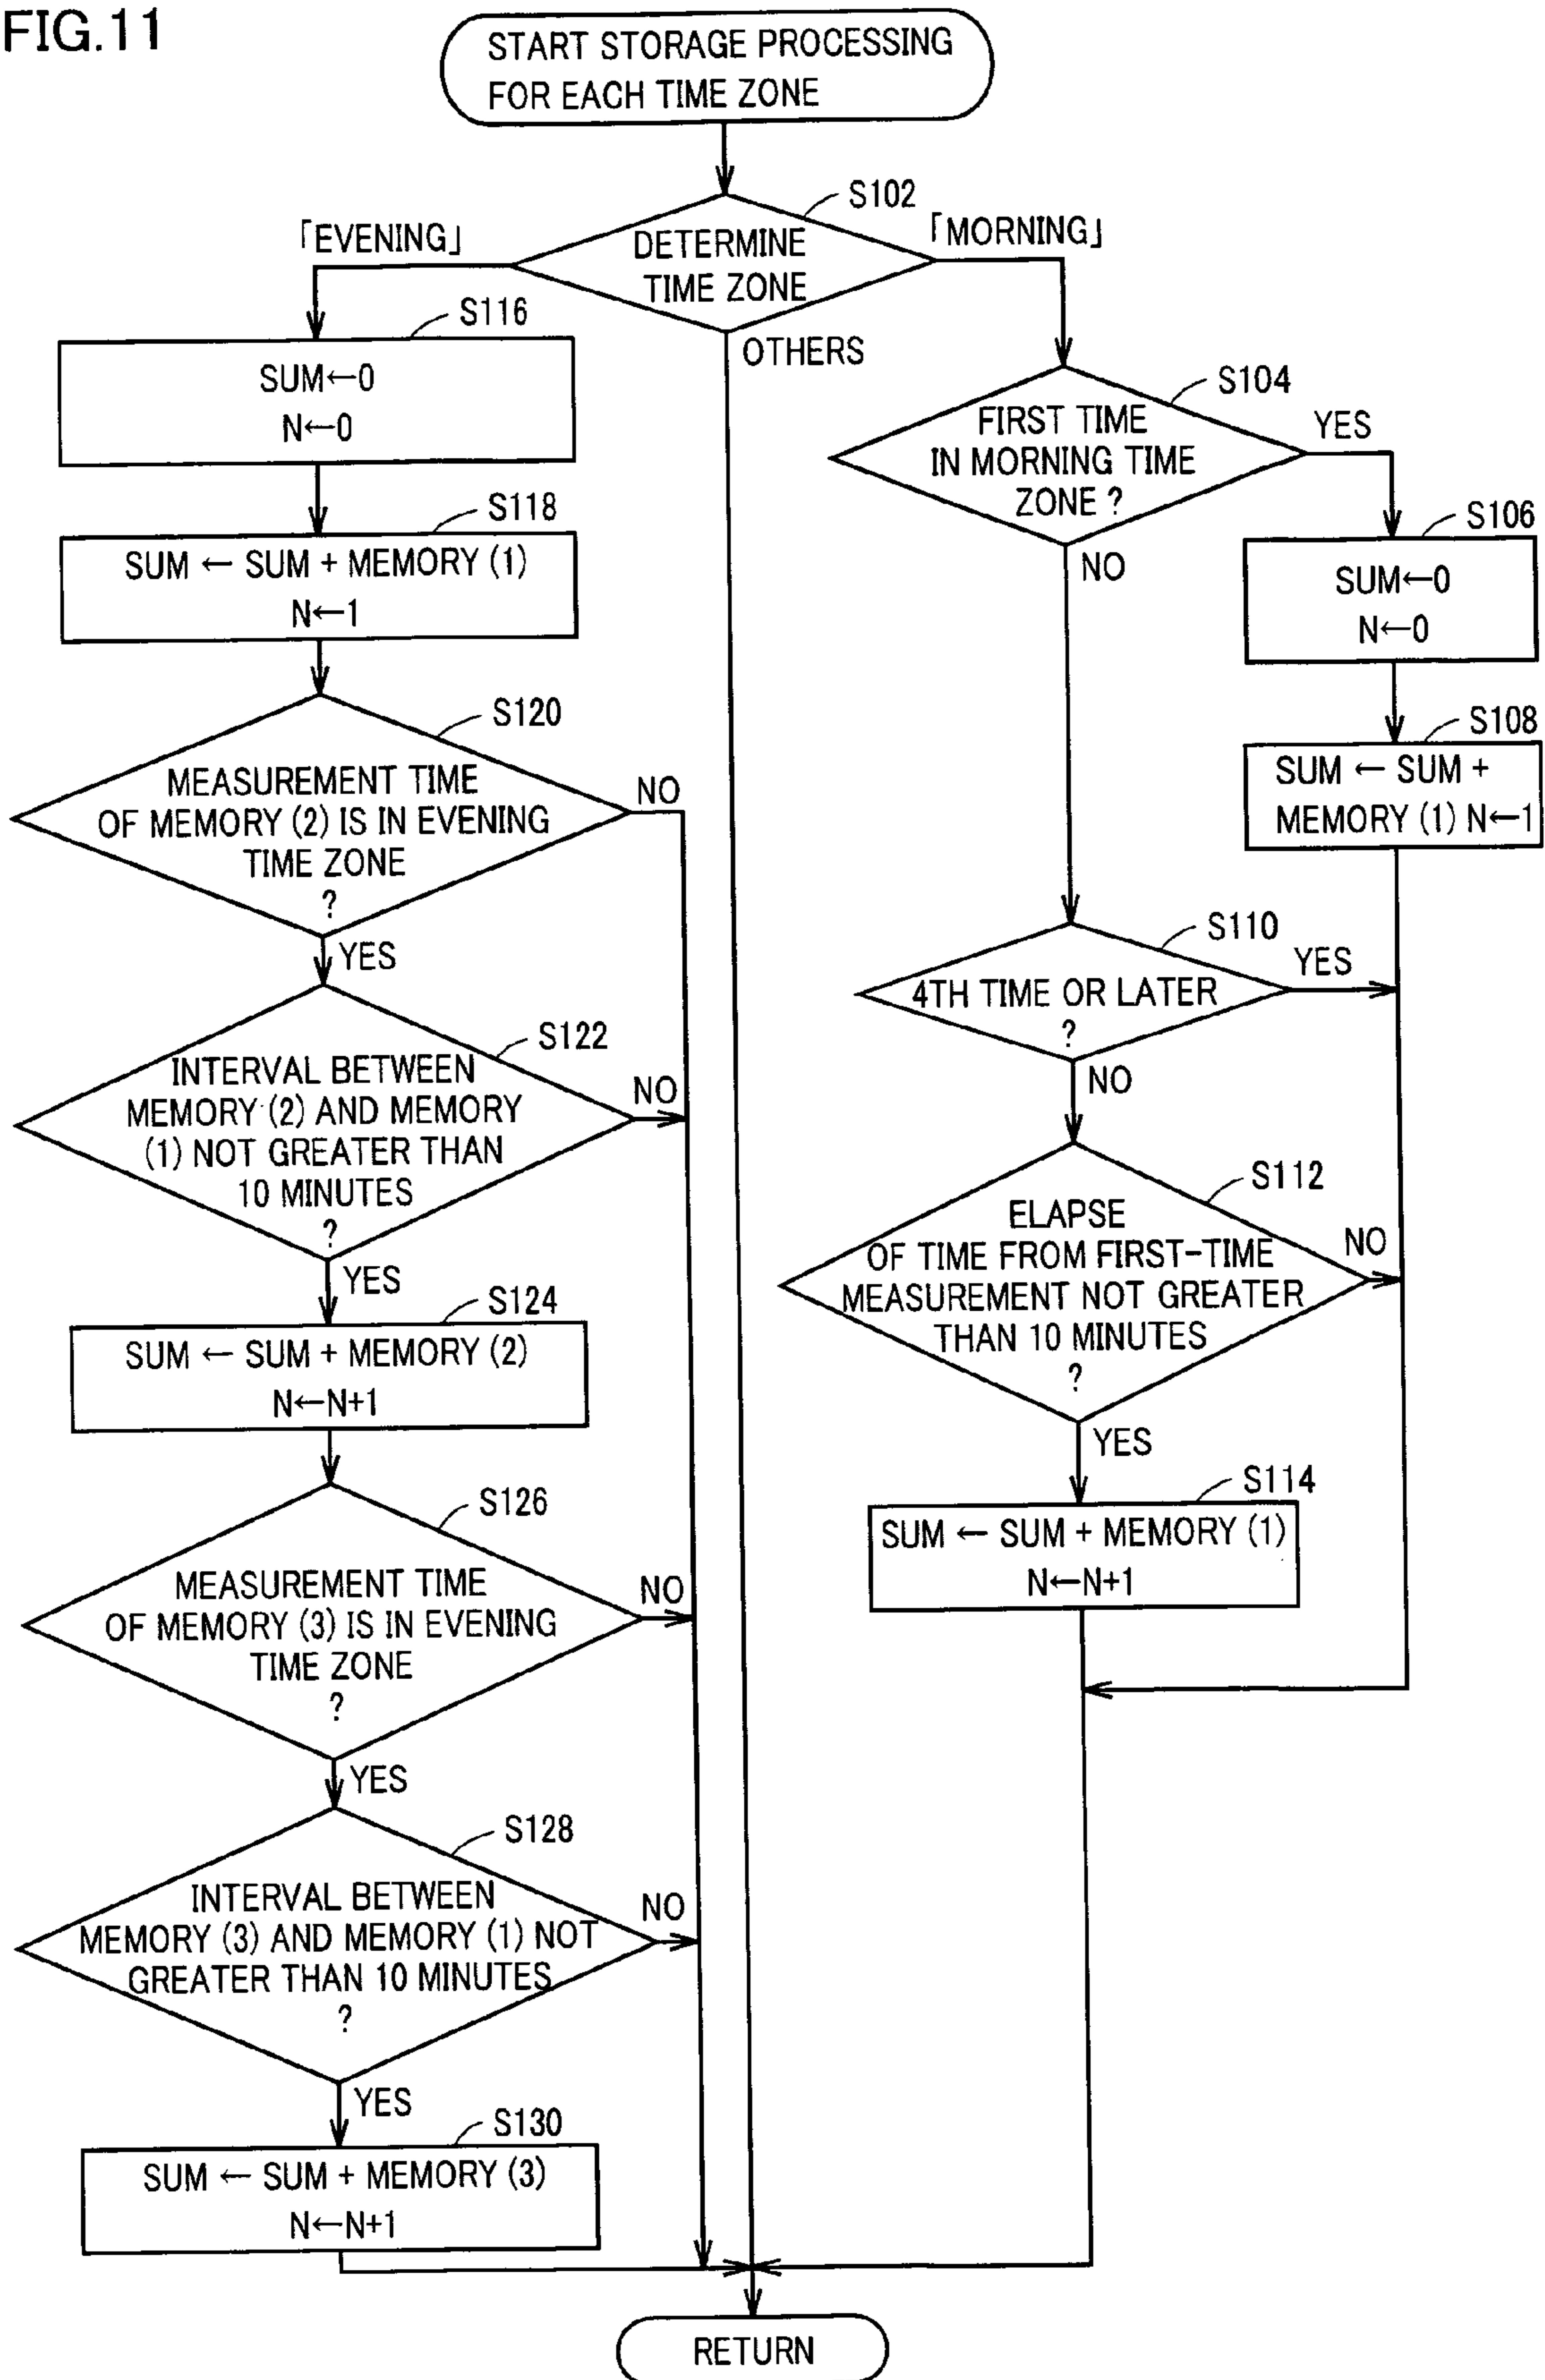 FIG.11
START STORAGE PROCESSING
FOR EACH TIME ZONE
S102
「EVENING」
「MORNING」
DETERMINE
TIME ZONE
OTHERS
S116
SUM←0
N←0
S118
SUM ← SUM + MEMORY (1)
N←1
S120
MEASUREMENT TIME
OF MEMORY (2) IS IN EVENING
TIME ZONE
?
NO
YES
S122
INTERVAL BETWEEN
MEMORY (2) AND MEMORY
(1) NOT GREATER THAN
10 MINUTES
?
NO
YES
S124
SUM ← SUM + MEMORY (2)
N←N+1
S126
MEASUREMENT TIME
OF MEMORY (3) IS IN EVENING
TIME ZONE
?
NO
YES
S128
INTERVAL BETWEEN
MEMORY (3) AND MEMORY (1) NOT
GREATER THAN 10 MINUTES
?
NO
YES
S130
SUM ← SUM + MEMORY (3)
N←N+1
S104
FIRST TIME
IN MORNING TIME
ZONE ?
YES
NO
S106
SUM←0
N←0
S108
SUM ← SUM +
MEMORY (1) N←1
S110
4TH TIME OR LATER
?
YES
NO
S112
ELAPSE
OF TIME FROM FIRST-TIME
MEASUREMENT NOT GREATER
THAN 10 MINUTES
?
NO
YES
S114
SUM ← SUM + MEMORY (1)
N←N+1
RETURN